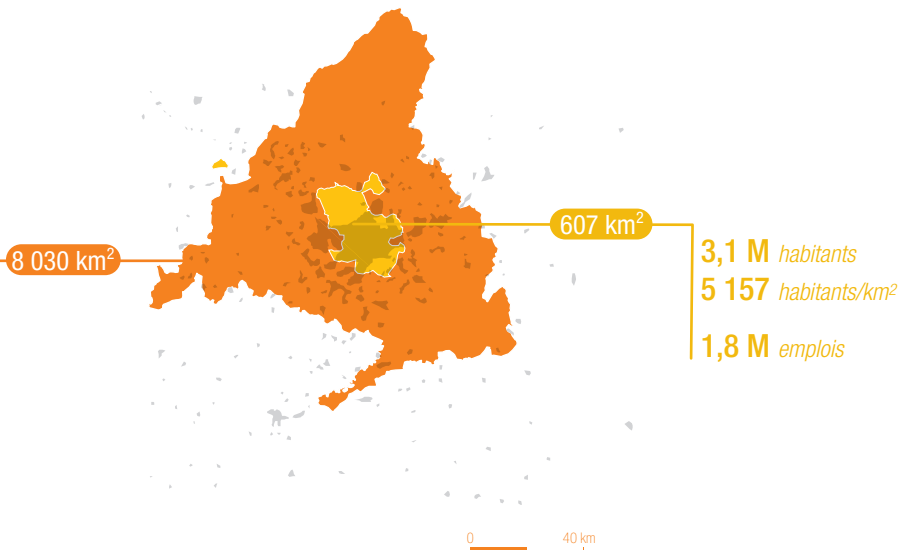 607 km²
8 030 km²
3,1 M habitants
5 157 habitants/km²
1,8 M emplois
0 40 km